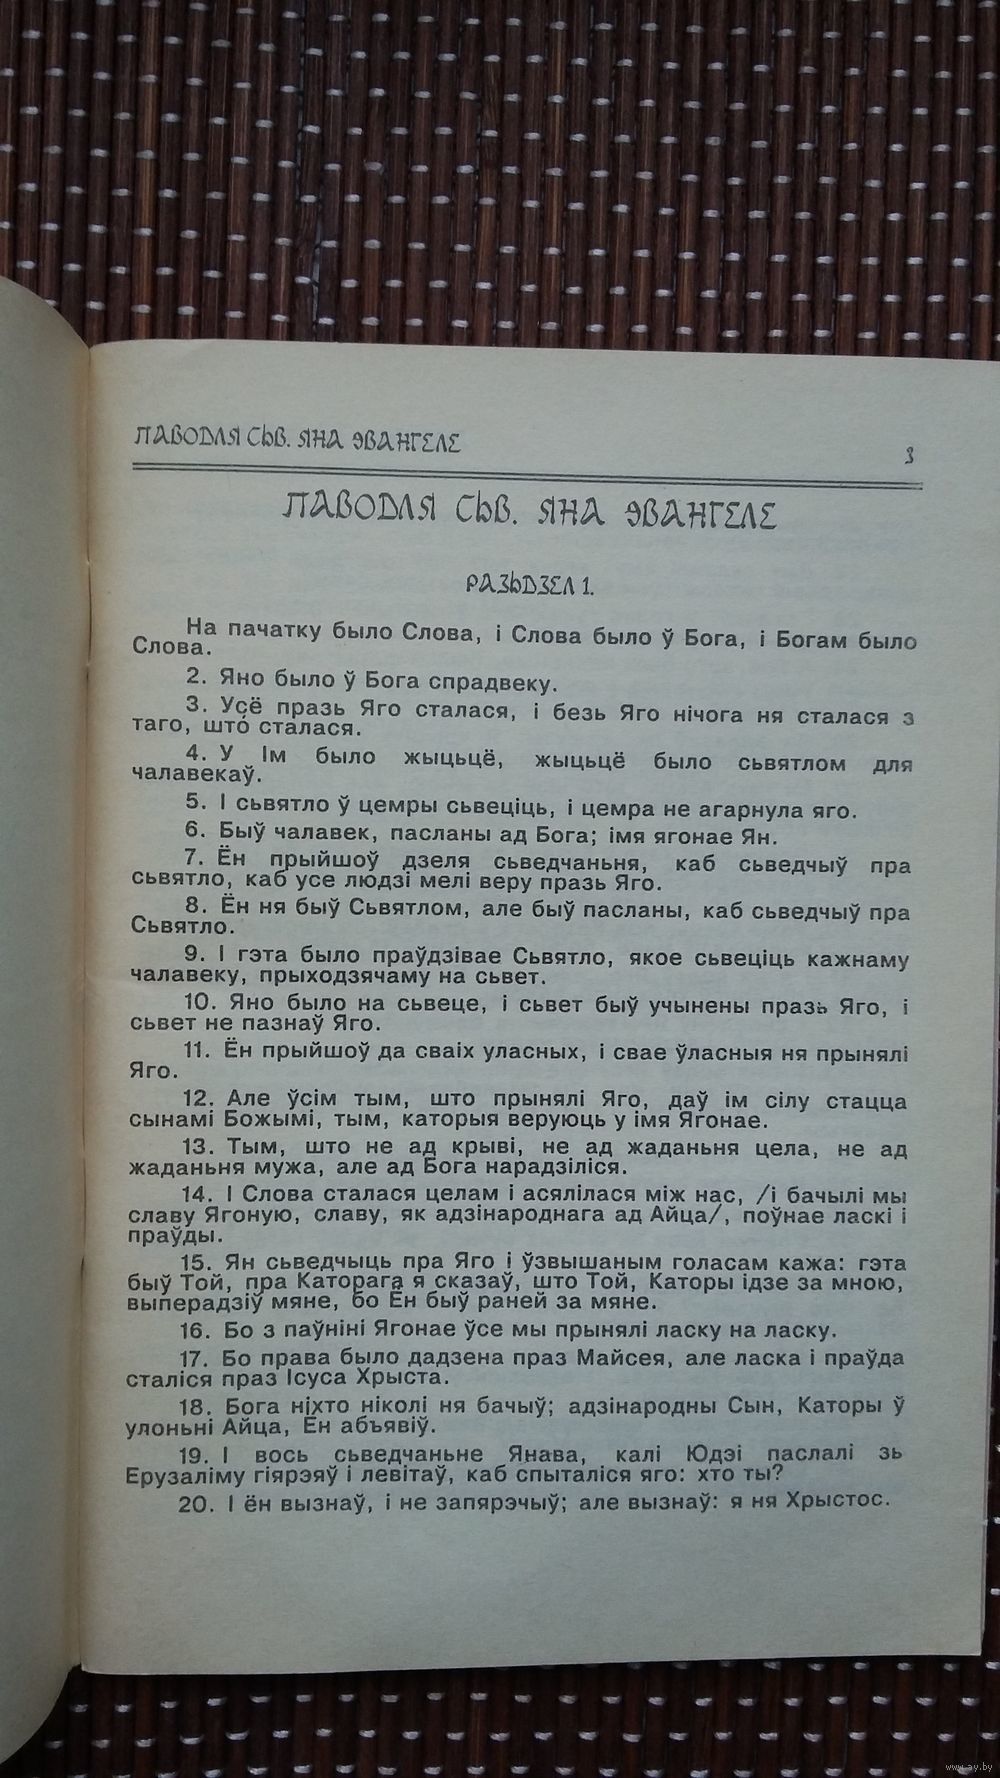 ПАВОДЛЯ СЬВ. ЯНА ЭВАНГЕЛЕ
3
ПАВОДЛЯ СЬВ. ЯНА ЭВАНГЕЛЕ
РАЗЬДЗЕЛ 1.
На пачатку было Слова, і Слова было ў Бога, і Богам было
Слова.
2. Яно было ў Бога спрадвеку.
3. Усё празь Яго сталася, і безь Яго нічога ня сталася з
таго, што́ сталася.
4. У Ім было жыцьцё, жыцьцё было сьвятлом для
чалавекаў.
5. І сьвятло ў цемры сьвеціць, і цемра не агарнула яго.
6. Быў чалавек, пасланы ад Бога; імя ягонае Ян.
7. Ён прыйшоў дзеля сьведчаньня, каб сьведчыў пра
сьвятло, каб усе людзі мелі веру празь Яго.
8. Ён ня быў Сьвятлом, але быў пасланы, каб сьведчыў пра
Сьвятло.
9. І гэта было праўдзівае Сьвятло, якое сьвеціць кажнаму
чалавеку, прыходзячаму на сьвет.
10. Яно было на сьвеце, і сьвет быў учынены празь Яго, і
сьвет не пазнаў Яго.
11. Ён прыйшоў да сваіх уласных, і свае ўласныя ня прынялі
Яго.
12. Але ўсім тым, што прынялі Яго, даў ім сілу стацца
сынамі Божымі, тым, каторыя веруюць у імя Ягонае.
13. Тым, што не ад крыві, не ад жаданьня цела, не ад
жаданьня мужа, але ад Бога нарадзіліся.
14. І Слова сталася целам і асялілася між нас, /і бачылі мы
славу Ягоную, славу, як адзінароднага ад Айца/, поўнае ласкі і
праўды.
15. Ян сьведчыць пра Яго і ўзвышаным голасам кажа: гэта
быў Той, пра Каторага я сказаў, што Той, Каторы ідзе за мною,
выперадзіў мяне, бо Ён быў раней за мяне.
16. Бо з паўніні Ягонае ўсе мы прынялі ласку на ласку.
17. Бо права было дадзена праз Майсея, але ласка і праўда
сталіся праз Ісуса Хрыста.
18. Бога ніхто ніколі ня бачыў; адзінародны Сын, Каторы ў
улоньні Айца, Ён абъявіў.
19. І вось сьведчаньне Янава, калі Юдэі паслалі зь
Ерузаліму гіярэяў і левітаў, каб спыталіся яго: хто ты?
20. І ён вызнаў, і не запярэчыў; але вызнаў: я ня Хрыстос.
www.ay.by